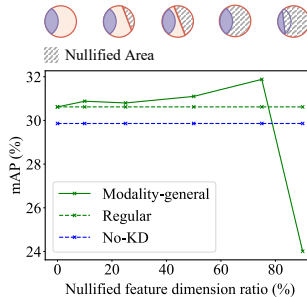 Nullified Area
32
30
28
26
24
mAP (%)
Modality-general
Regular
No-KD
0
20
40
60
80
Nullified feature dimension ratio (%)